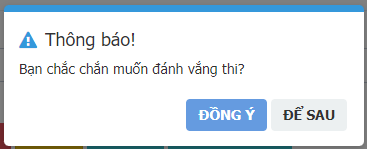 Thông báo!
Bạn chắc chắn muốn đánh vắng thi?
ĐỒNG Ý ĐỂ SAU